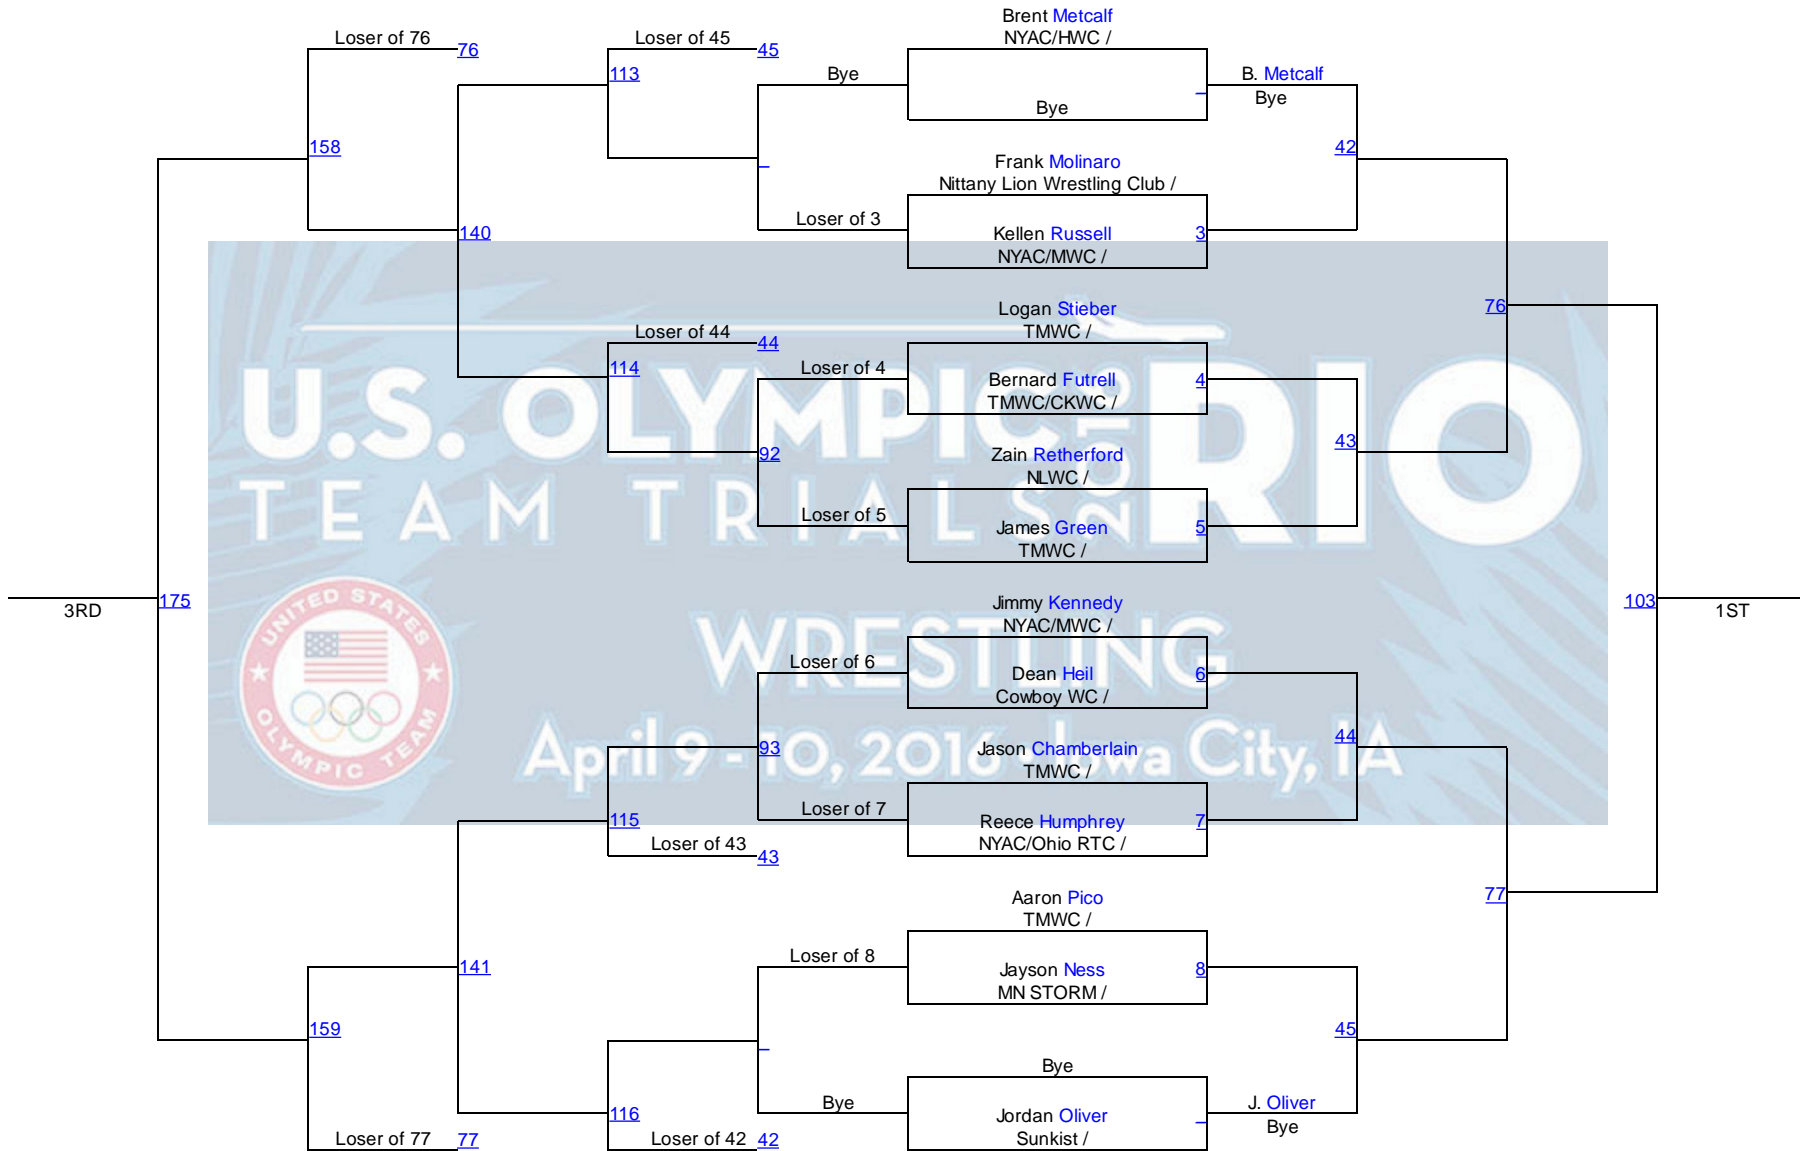 Brent Metcalf
NYAC/HWC /
Loser of 76
76
Loser of 45
45
113
Bye
B. Metcalf
Bye
Bye
158
42
Frank Molinaro
Nittany Lion Wrestling Club /
Loser of 3
140
Kellen Russell
3
NYAC/MWC /
Logan Stieber
76
TMWC /
Loser of 44
44
114
Loser of 4
Bernard Futrell
4
TMWC/CKWC /
U.S. OLYMPIC 2016 RIO
TEAM TRIALS
92
Zain Retherford
43
NLWC /
Loser of 5
James Green
5
TMWC /
3RD
175
Jimmy Kennedy
103
1ST
NYAC/MWC /
UNITED STATES
OLYMPIC TEAM
WRESTLING
Loser of 6
Dean Heil
6
Cowboy WC /
April 9 - 10, 2016 - Iowa City, IA
93
Jason Chamberlain
44
TMWC /
Loser of 7
115
Reece Humphrey
7
NYAC/Ohio RTC /
Loser of 43
43
Aaron Pico
77
TMWC /
Loser of 8
141
Jayson Ness
8
MN STORM /
159
45
Bye
Bye
J. Oliver
116
Jordan Oliver
Bye
Sunkist /
Loser of 77
77
Loser of 42
42